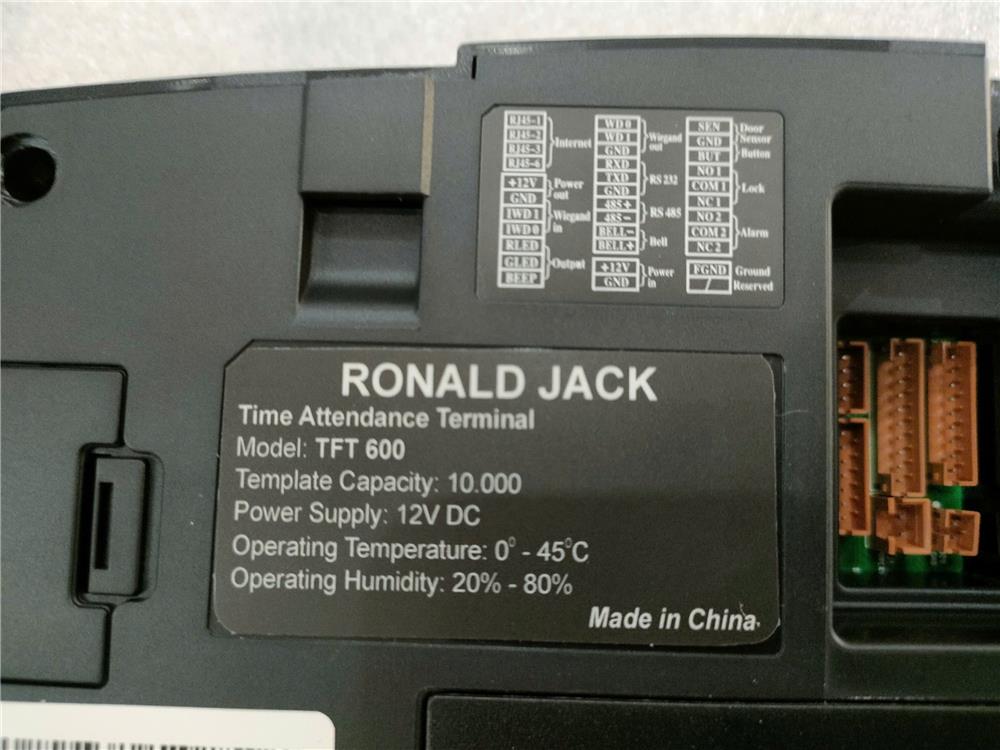 RJ45-1
RJ45-2
RJ45-3
RJ45-6
Internet
+12V
GND
Power out
IWD 1
IWD 0
Wiegand in
RLED
GLED
BEEP
Output
WD 0
WD 1
GND
Wiegand out
RXD
TXD
GND
RS 232
485+
485-
RS 485
BELL-
BELL+
Bell
+12V
GND
Power in
SEN
GND
Door Sensor
BUT
Button
NO 1
COM 1
NC 1
Lock
NO 2
COM 2
NC 2
Alarm
FGND
Ground
/
Reserved
RONALD JACK
Time Attendance Terminal
Model: TFT 600
Template Capacity: 10.000
Power Supply: 12V DC
Operating Temperature: 0° - 45°C
Operating Humidity: 20% - 80%
Made in China